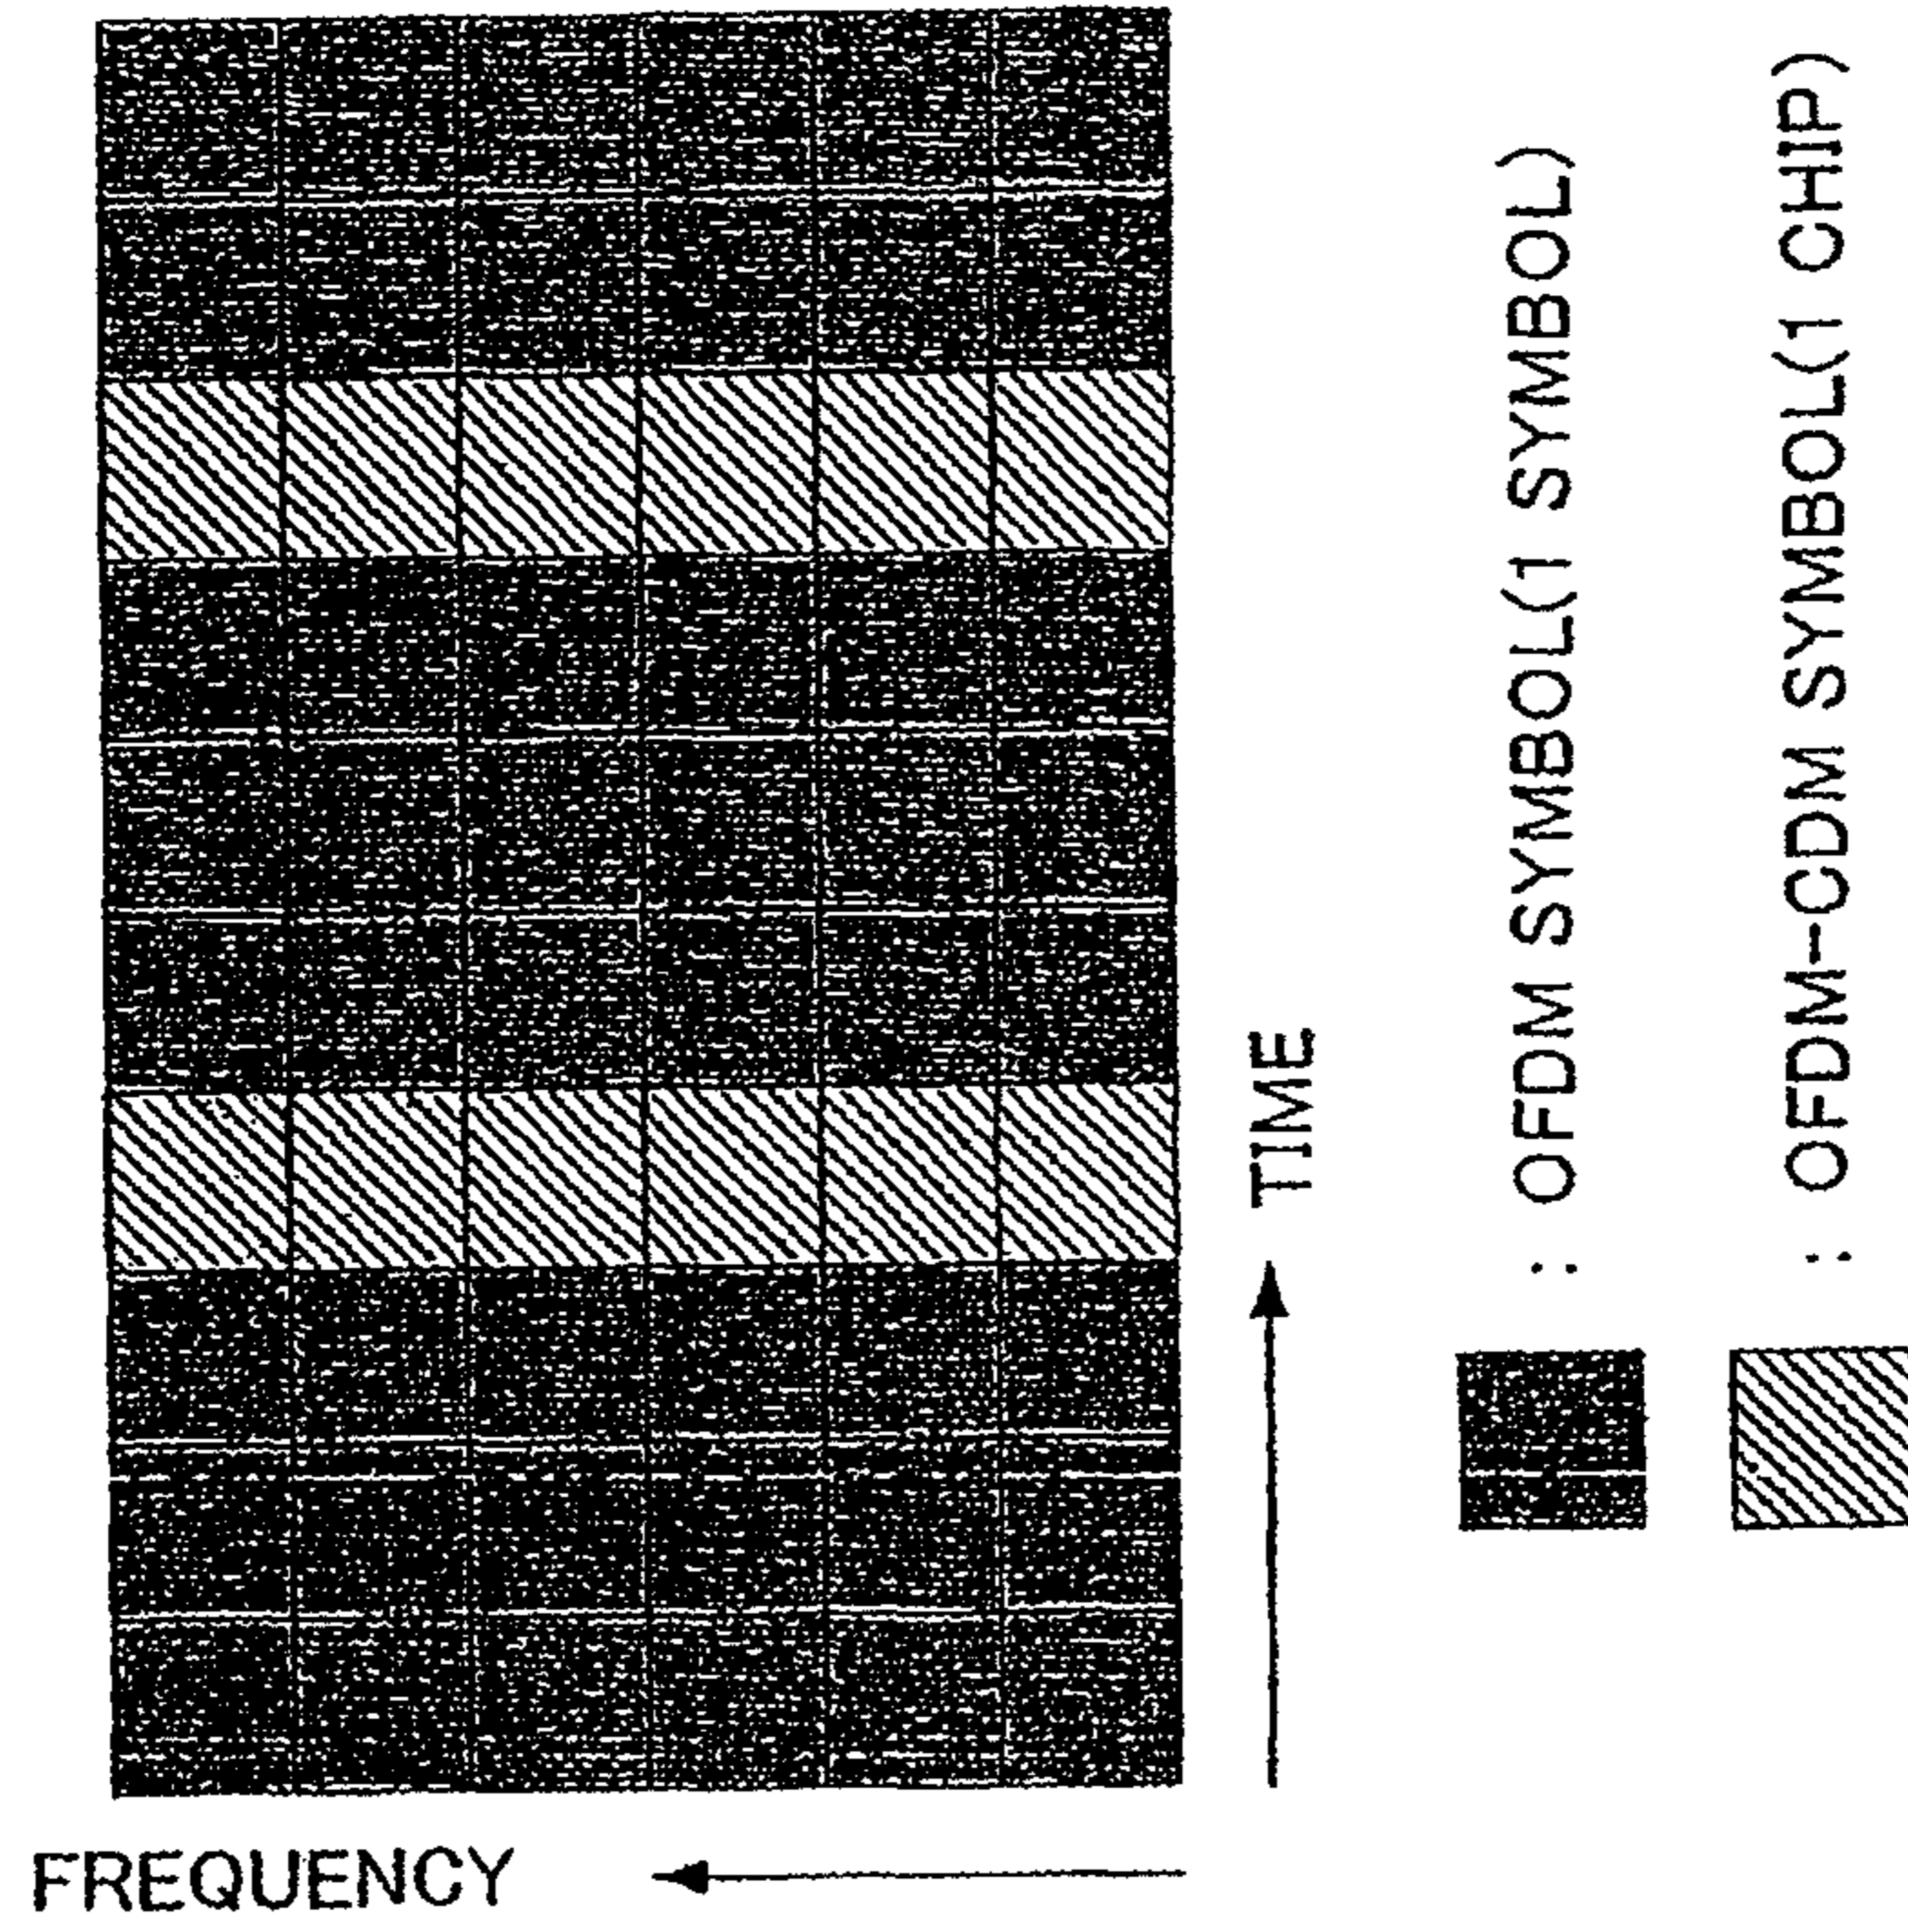 FREQUENCY
TIME
: OFDM SYMBOL(1 SYMBOL)
: OFDM-CDM SYMBOL(1 CHIP)